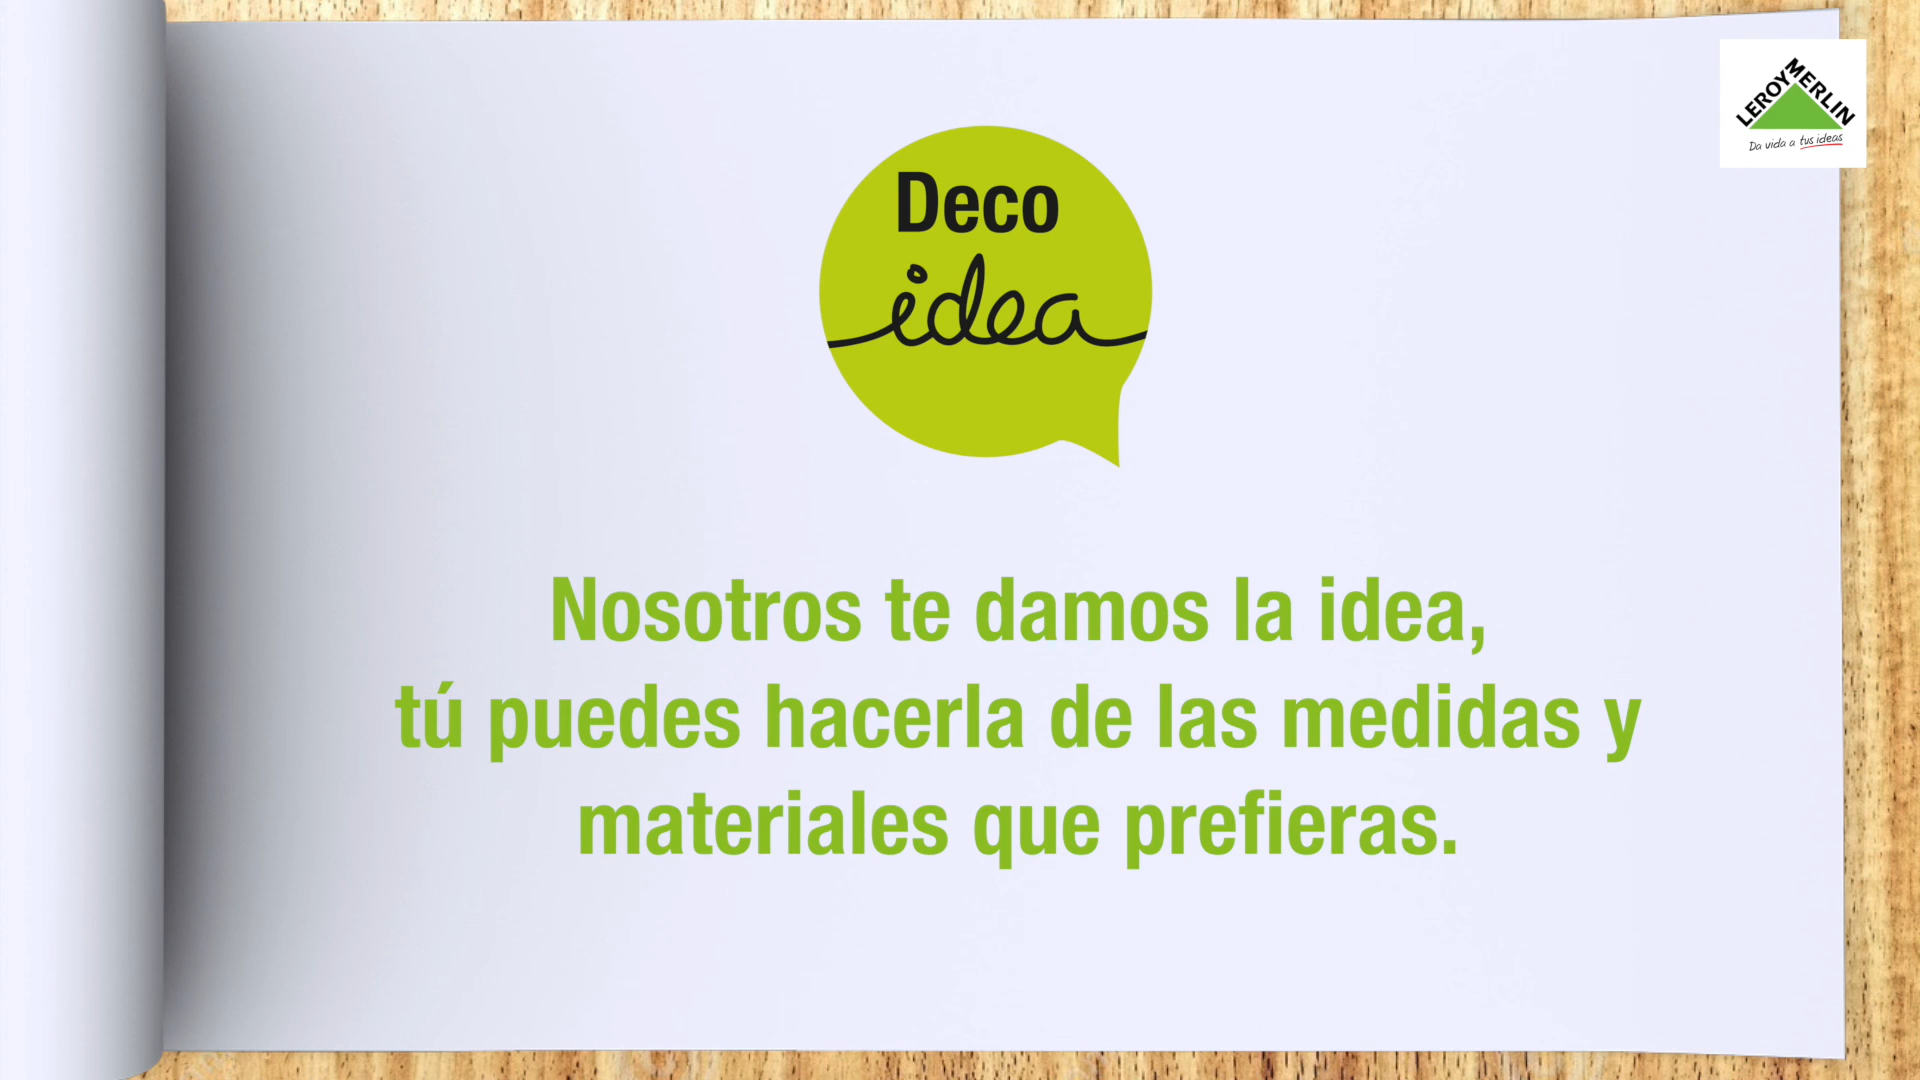 LEROY MERLIN
Da vida a tus ideas
Deco
idea
Nosotros te damos la idea,
tú puedes hacerla de las medidas y
materiales que prefieras.